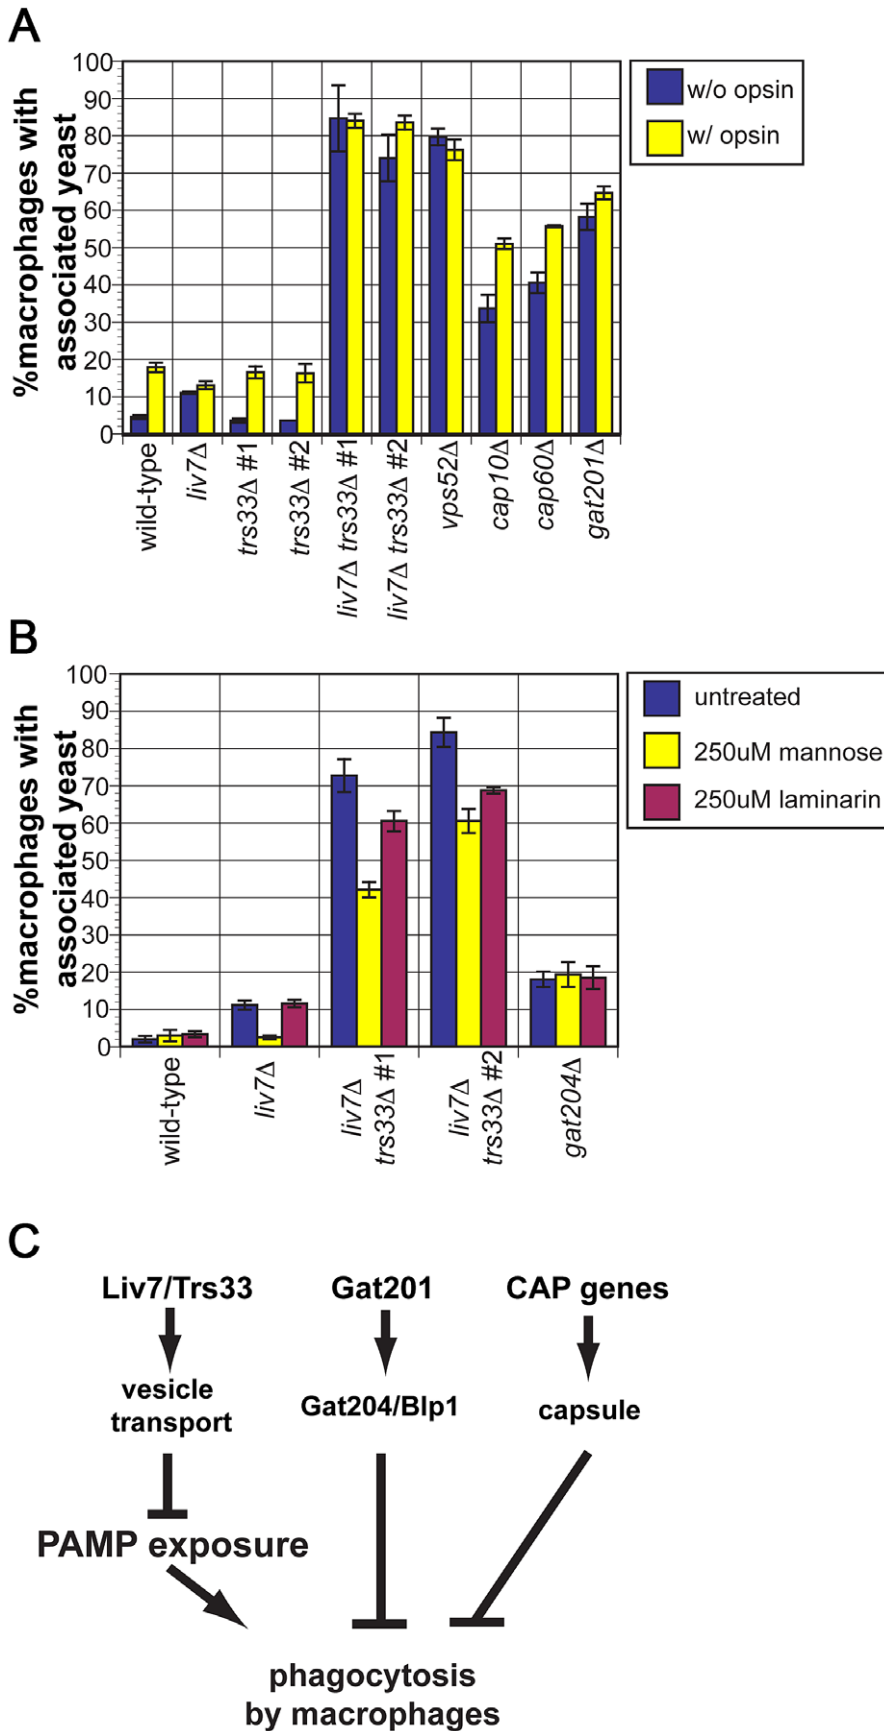 A
%macrophages with
associated yeast
100
90
80
70
60
50
40
30
20
10
0
w/o opsin
w/ opsin
wild-type
liv7Δ
trs33Δ #1
trs33Δ #2
liv7Δ trs33Δ #1
liv7Δ trs33Δ #2
vps52Δ
cap10Δ
cap60Δ
gat201Δ
B
%macrophages with
associated yeast
100
90
80
70
60
50
40
30
20
10
0
untreated
250uM mannose
250uM laminarin
wild-type
liv7Δ
liv7Δ
trs33Δ #1
liv7Δ
trs33Δ #2
gat204Δ
C
Liv7/Trs33
Gat201
CAP genes
vesicle
transport
Gat204/Blp1
capsule
PAMP exposure
phagocytosis
by macrophages